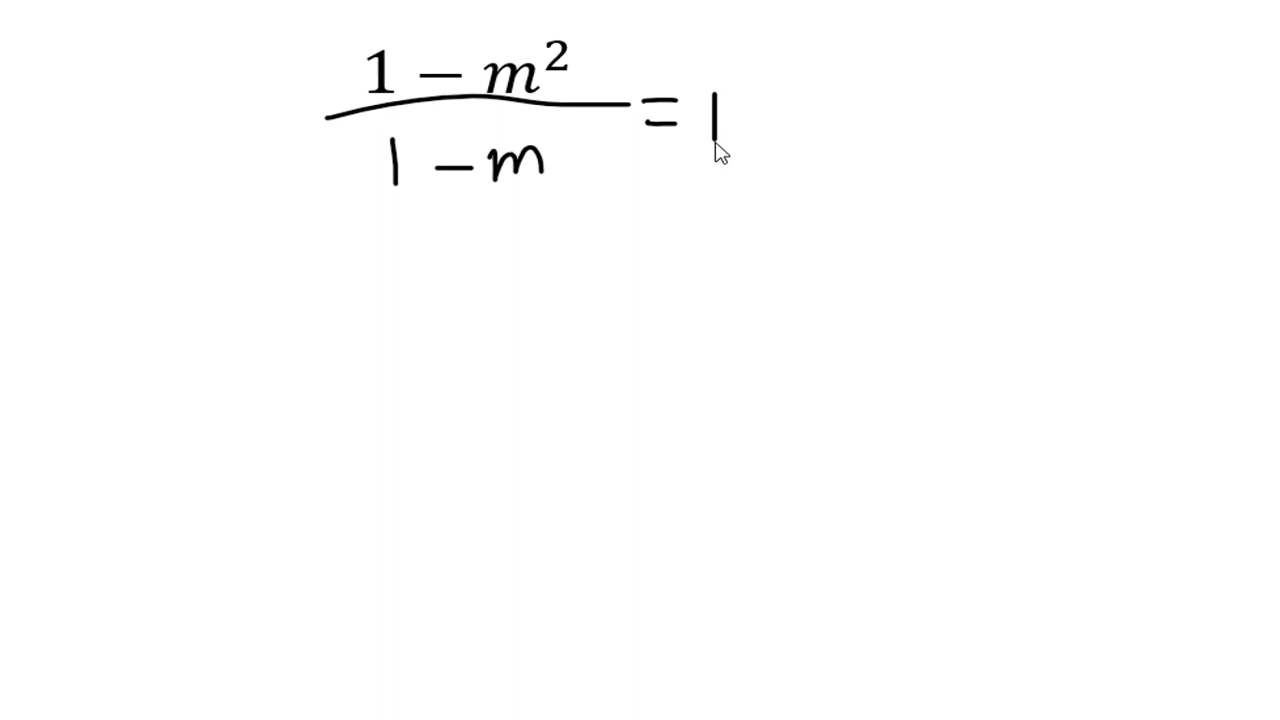 1 − m²
= 1
1 − m